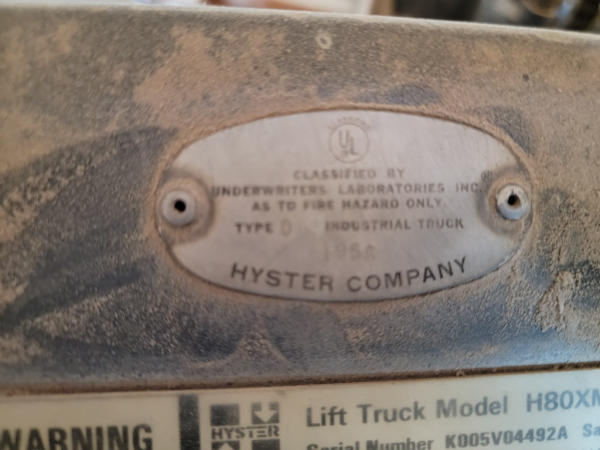 UL
CLASSIFIED BY
UNDERWRITERS LABORATORIES INC.®
AS TO FIRE HAZARD ONLY.
TYPE D INDUSTRIAL TRUCK
HYSTER COMPANY
WARNING
HYSTER
Lift Truck Model H80XM
Serial Number K005V04492A